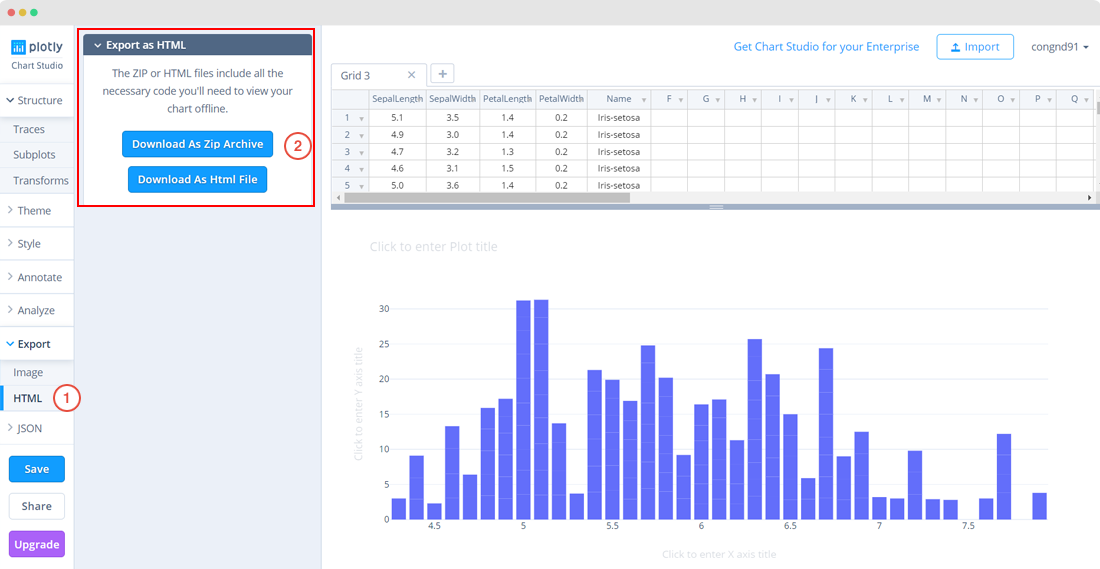 plotly
Chart Studio
Structure
Traces
Subplots
Transforms
Theme
Style
Annotate
Analyze
Export
Image
HTML
1
JSON
Save
Share
Upgrade
Export as HTML
The ZIP or HTML files include all the
necessary code you'll need to view your
chart offline.
Download As Zip Archive
2
Download As Html File
Get Chart Studio for your Enterprise
Import
congnd91
Grid 3
SepalLength SepalWidth PetalLength PetalWidth Name F G H I J K L M N O P Q
1 5.1 3.5 1.4 0.2 Iris-setosa
2 4.9 3.0 1.4 0.2 Iris-setosa
3 4.7 3.2 1.3 0.2 Iris-setosa
4 4.6 3.1 1.5 0.2 Iris-setosa
5 5.0 3.6 1.4 0.2 Iris-setosa
Click to enter Plot title
Click to enter Y axis title
30
25
20
15
10
5
0
4.5 5 5.5 6 6.5 7 7.5
Click to enter X axis title